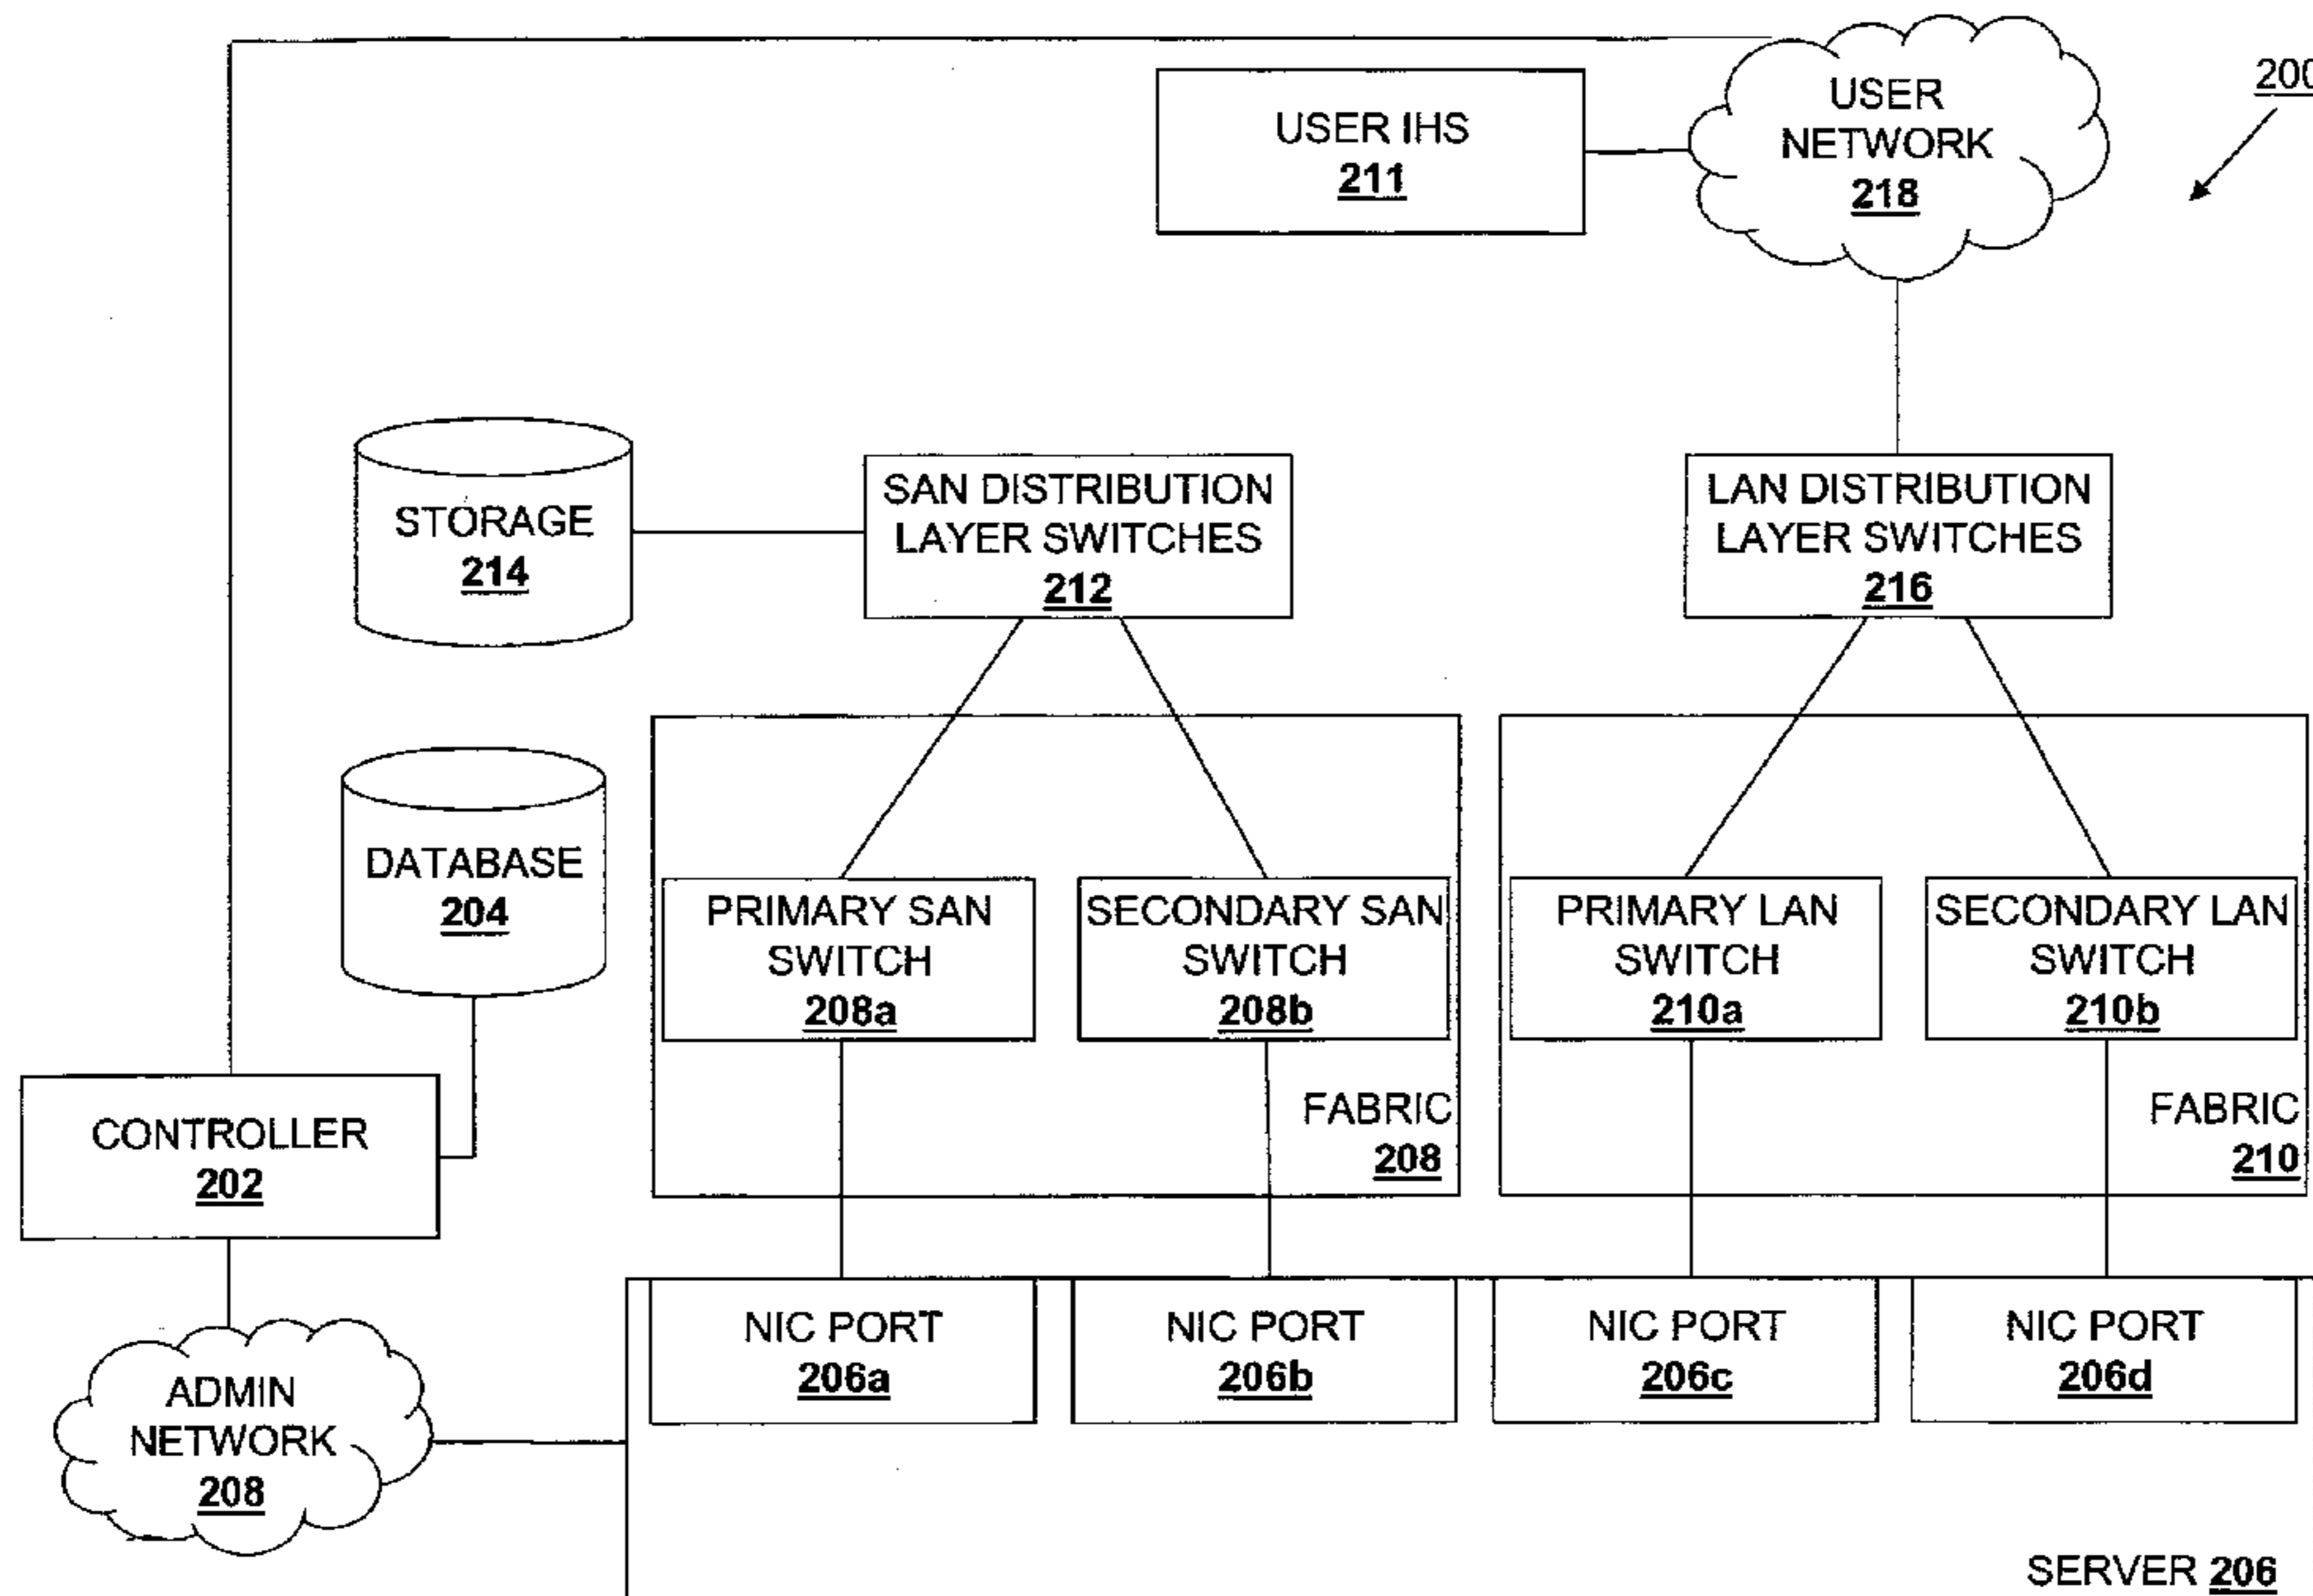 USER
NETWORK
218
200
USER IHS
211
STORAGE
214
SAN DISTRIBUTION
LAYER SWITCHES
212
LAN DISTRIBUTION
LAYER SWITCHES
216
DATABASE
204
PRIMARY SAN
SWITCH
208a
SECONDARY SAN
SWITCH
208b
PRIMARY LAN
SWITCH
210a
SECONDARY LAN
SWITCH
210b
FABRIC
208
FABRIC
210
CONTROLLER
202
NIC PORT
206a
NIC PORT
206b
NIC PORT
206c
NIC PORT
206d
ADMIN
NETWORK
208
SERVER 206